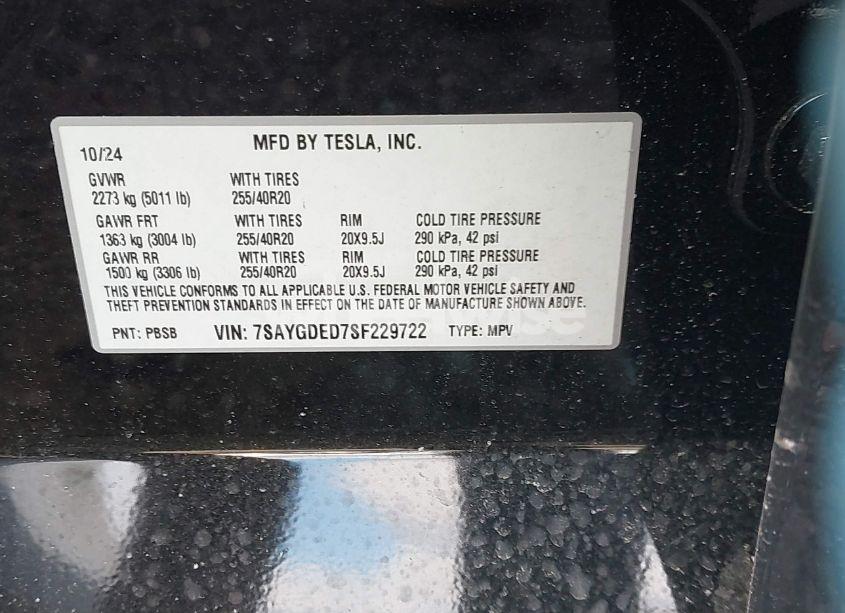 10/24 MFD BY TESLA, INC.
GVWR WITH TIRES
2273 kg (5011 lb) 255/40R20
GAWR FRT WITH TIRES RIM COLD TIRE PRESSURE
1363 kg (3004 lb) 255/40R20 20X9.5J 290 kPa, 42 psi
GAWR RR WITH TIRES RIM COLD TIRE PRESSURE
1500 kg (3306 lb) 255/40R20 20X9.5J 290 kPa, 42 psi
THIS VEHICLE CONFORMS TO ALL APPLICABLE U.S. FEDERAL MOTOR VEHICLE SAFETY AND
THEFT PREVENTION STANDARDS IN EFFECT ON THE DATE OF MANUFACTURE SHOWN ABOVE.
PNT: PBSB VIN: 7SAYGDED7SF229722 TYPE: MPV